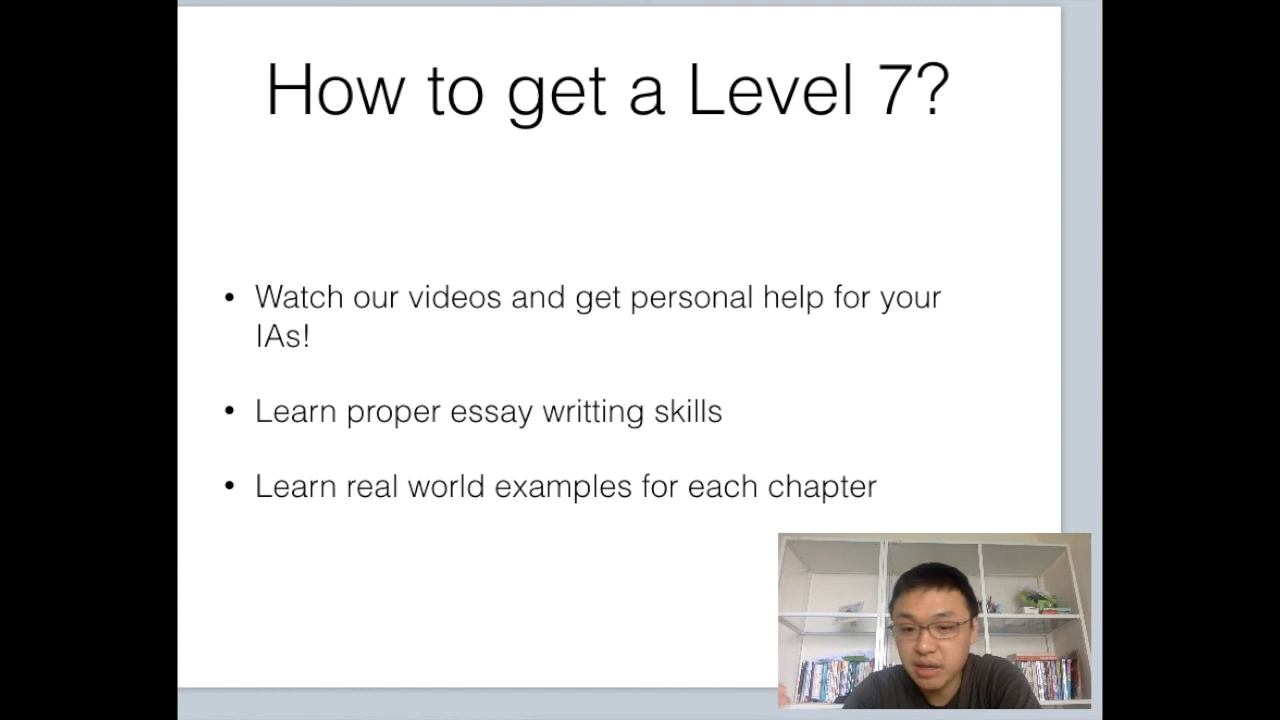 How to get a Level 7?
• Watch our videos and get personal help for your
IAs!
• Learn proper essay writting skills
• Learn real world examples for each chapter